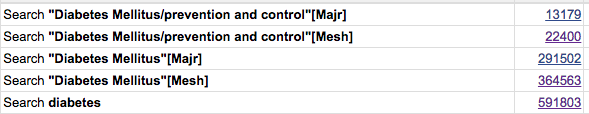 Search "Diabetes Mellitus/prevention and control"[Majr] 13179
Search "Diabetes Mellitus/prevention and control"[Mesh] 22400
Search "Diabetes Mellitus"[Majr] 291502
Search "Diabetes Mellitus"[Mesh] 364563
Search diabetes 591803